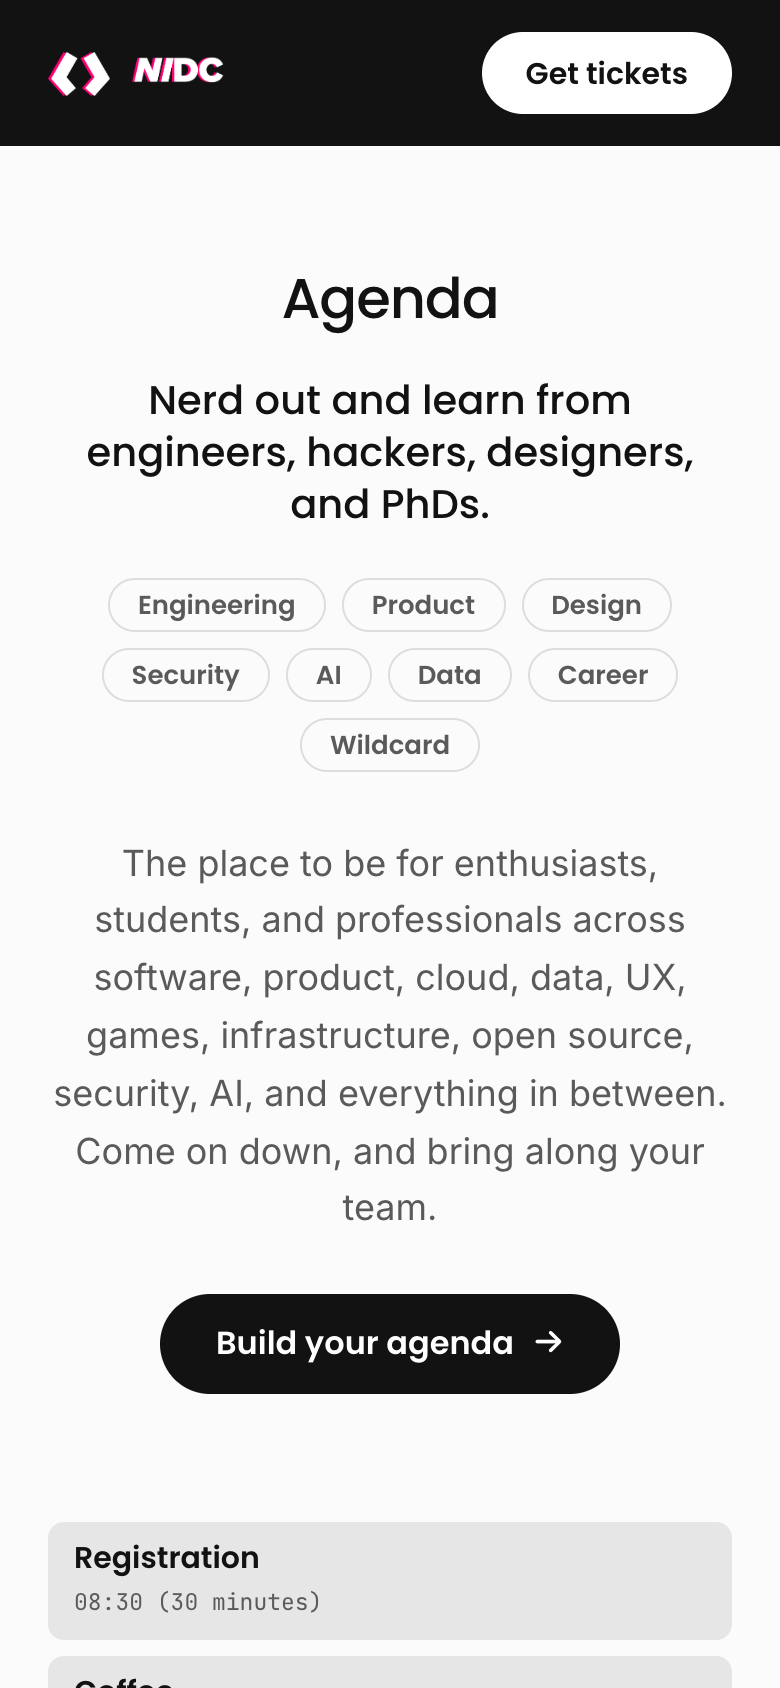 NIDC
Get tickets
Agenda
Nerd out and learn from
engineers, hackers, designers,
and PhDs.
Engineering Product Design
Security AI Data Career
Wildcard
The place to be for enthusiasts,
students, and professionals across
software, product, cloud, data, UX,
games, infrastructure, open source,
security, AI, and everything in between.
Come on down, and bring along your
team.
Build your agenda →
Registration
08:30 (30 minutes)
Coffee